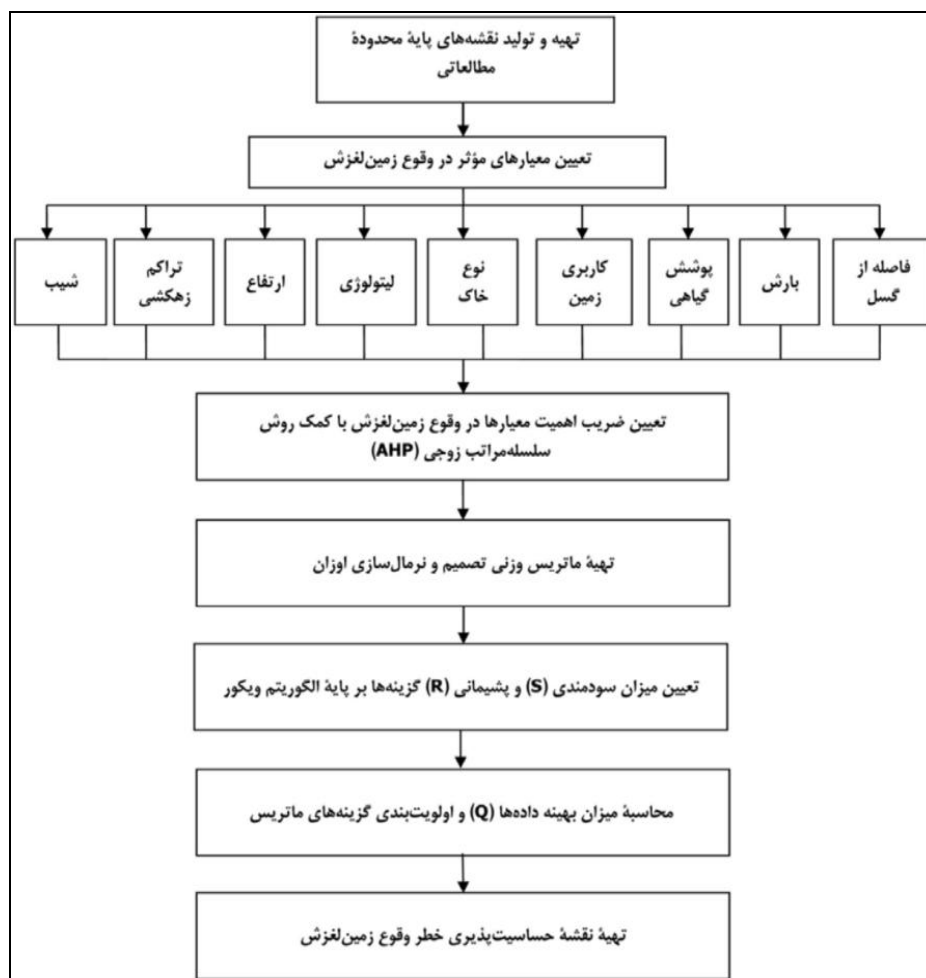 تهیه و تولید نقشه‌های پایهٔ محدودهٔ
مطالعاتی
تعیین معیارهای مؤثر در وقوع زمین‌لغزش
فاصله از
گسل
بارش
پوشش
گیاهی
کاربری
زمین
نوع
خاک
لیتولوژی
ارتفاع
تراکم
زهکشی
شیب
تعیین ضریب اهمیت معیارها در وقوع زمین‌لغزش با کمک روش
سلسله‌مراتب زوجی (AHP)
تهیهٔ ماتریس وزنی تصمیم و نرمال‌سازی اوزان
تعیین میزان سودمندی (S) و پشیمانی (R) گزینه‌ها بر پایهٔ الگوریتم ویکور
محاسبهٔ میزان بهینه داده‌ها (Q) و اولویت‌بندی گزینه‌های ماتریس
تهیهٔ نقشهٔ حساسیت‌پذیری خطر وقوع زمین‌لغزش